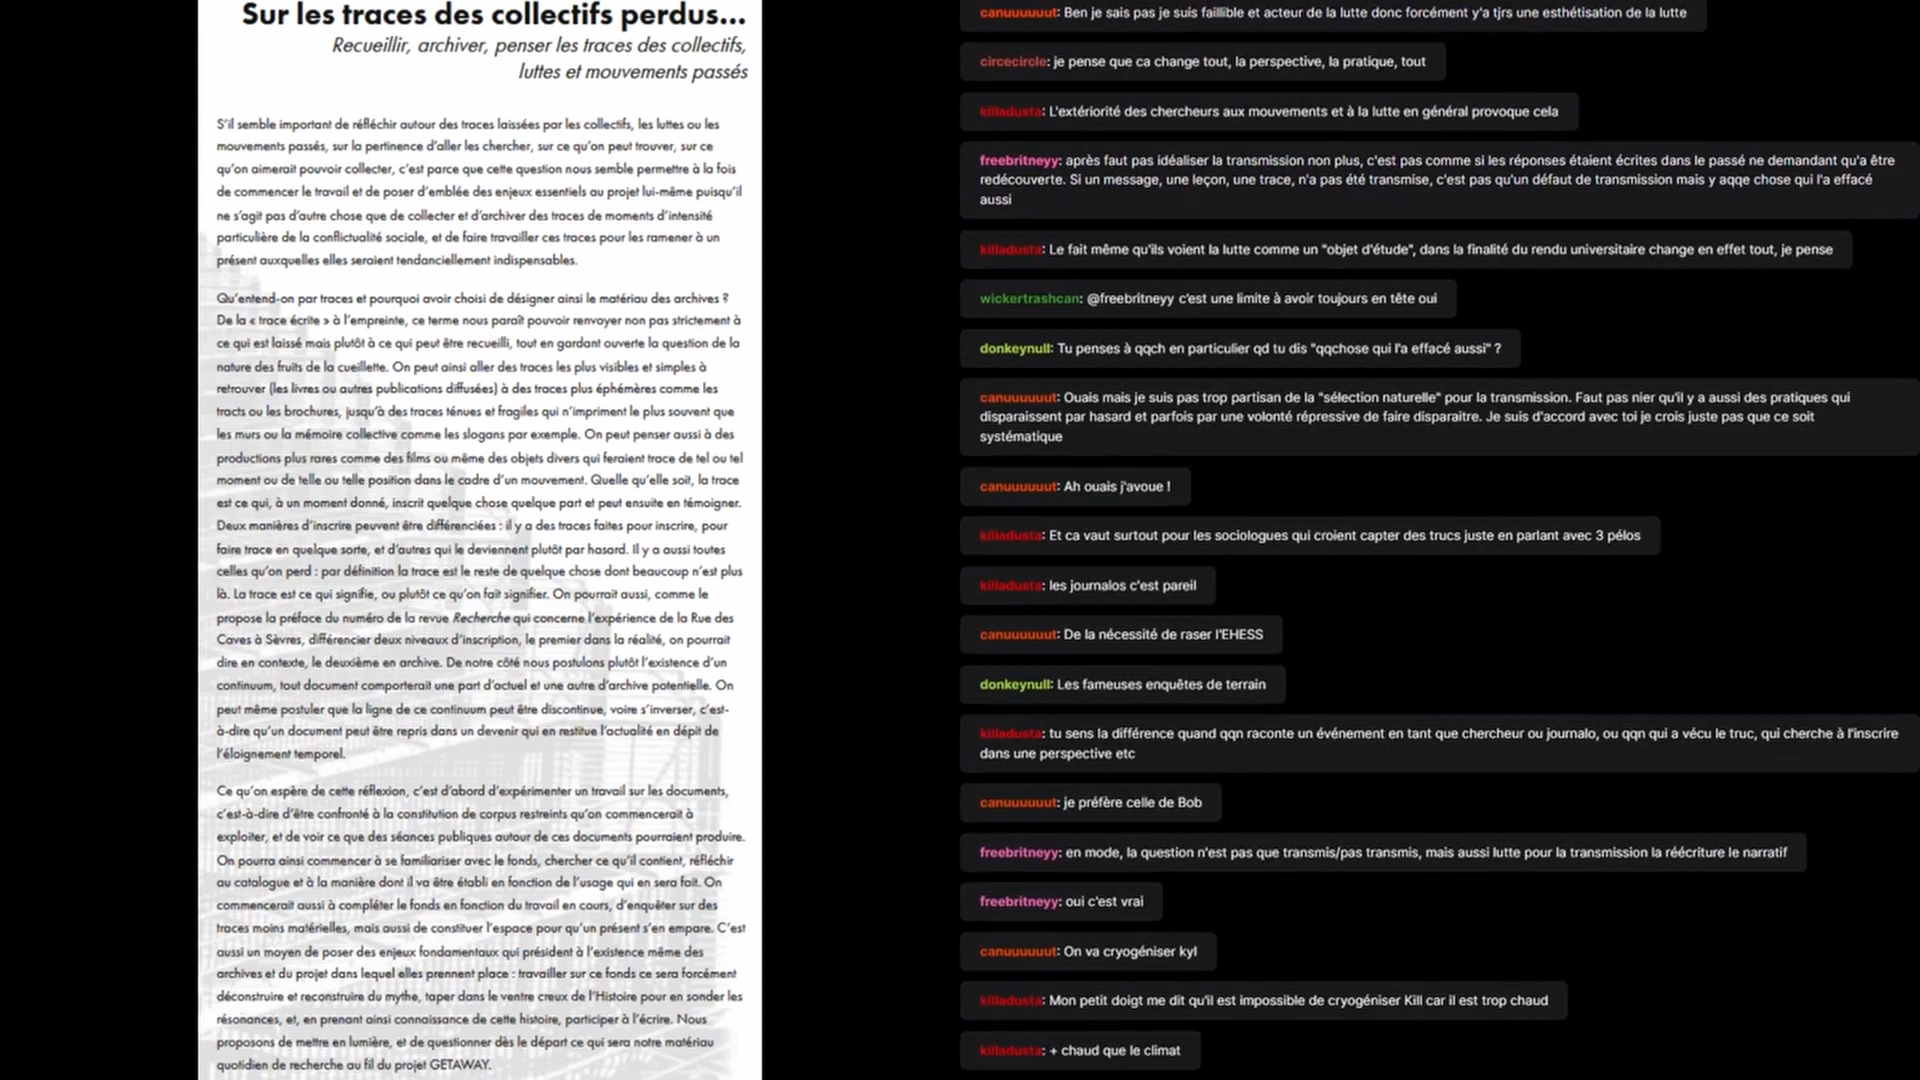 Sur les traces des collectifs perdus...
Recueillir, archiver, penser les traces des collectifs,
luttes et mouvements passés
S'il semble important de réfléchir autour des traces laissées par les collectifs, les luttes ou les
mouvements passés, sur la pertinence d'aller les chercher, sur ce qu'on peut trouver, sur ce
qu'on aimerait pouvoir collecter, c'est parce que cette question nous semble permettre à la fois
de commencer le travail et de poser d'emblée des enjeux essentiels au projet lui-même puisqu'il
ne s'agit pas d'autre chose que de collecter et d'archiver des traces de moments d'intensité
particulière de la conflictualité sociale, et de faire travailler ces traces pour les ramener à un
présent auxquelles elles seraient tendanciellement indispensables.
Qu'entend-on par traces et pourquoi avoir choisi de désigner ainsi le matériau des archives ?
De la « trace écrite » à l'empreinte, ce terme nous paraît pouvoir renvoyer non pas strictement à
ce qui est laissé mais plutôt à ce qui peut être recueilli, tout en gardant ouverte la question de la
nature des fruits de la cueillette. On peut ainsi aller des traces les plus visibles et simples à
retrouver (les livres ou autres publications diffusées) à des traces plus éphémères comme les
tracts ou les brochures, jusqu'à des traces ténues et fragiles qui n'impriment le plus souvent que
les murs ou la mémoire collective comme les slogans par exemple. On peut penser aussi à des
productions plus rares comme des films ou même des objets divers qui feraient trace de tel ou tel
moment ou de telle ou telle position dans le cadre d'un mouvement. Quelle qu'elle soit, la trace
est ce qui, à un moment donné, inscrit quelque chose quelque part et peut ensuite en témoigner.
Deux manières d'inscrire peuvent être différenciées : il y a des traces faites pour inscrire, pour
faire trace en quelque sorte, et d'autres qui le deviennent plutôt par hasard. Il y a aussi toutes
celles qu'on perd : par définition la trace est le reste de quelque chose dont beaucoup n'est plus
là. La trace est ce qui signifie, ou plutôt ce qu'on fait signifier. On pourrait aussi, comme le
propose la préface du numéro de la revue Recherche qui concerne l'expérience de la Rue des
Caves à Sèvres, différencier deux niveaux d'inscription, le premier dans la réalité, on pourrait
dire en contexte, le deuxième en archive. De notre côté nous postulons plutôt l'existence d'un
continuum, tout document comporterait une part d'actuel et une autre d'archive potentielle. On
peut même postuler que la ligne de ce continuum peut être discontinue, voire s'inverser, c'est-
à-dire qu'un document peut être repris dans un devenir qui en restitue l'actualité en dépit de
l'éloignement temporel.
Ce qu'on espère de cette réflexion, c'est d'abord d'expérimenter un travail sur les documents,
c'est-à-dire d'être confronté à la constitution de corpus restreints qu'on commencerait à
exploiter, et de voir ce que des séances publiques autour de ces documents pourraient produire.
On pourra ainsi commencer à se familiariser avec le fonds, chercher ce qu'il contient, réfléchir
au catalogue et à la manière dont il va être établi en fonction de l'usage qui en sera fait. On
commencerait aussi à compléter le fonds en fonction du travail en cours, d'enquêter sur des
traces moins matérielles, mais aussi de constituer l'espace pour qu'un présent s'en empare. C'est
aussi un moyen de poser des enjeux fondamentaux qui président à l'existence même des
archives et du projet dans lequel elles prennent place : travailler sur ce fonds ce sera forcément
déconstruire et reconstruire du mythe, taper dans le ventre creux de l'Histoire pour en sonder les
résonances, et, en prenant ainsi connaissance de cette histoire, participer à l'écrire. Nous
proposons de mettre en lumière, et de questionner dès le départ ce qui sera notre matériau
quotidien de recherche au fil du projet GETAWAY.
canuuuuuut: Ben je sais pas je suis faillible et acteur de la lutte donc forcément y'a tjrs une esthétisation de la lutte
circecircle: je pense que ca change tout, la perspective, la pratique, tout
killadusta: L'extériorité des chercheurs aux mouvements et à la lutte en général provoque cela
freebritneyy: après faut pas idéaliser la transmission non plus, c'est pas comme si les réponses étaient écrites dans le passé ne demandant qu'a être
redécouverte. Si un message, une leçon, une trace, n'a pas été transmise, c'est pas qu'un défaut de transmission mais y aqqe chose qui l'a effacé
aussi
killadusta: Le fait même qu'ils voient la lutte comme un "objet d'étude", dans la finalité du rendu universitaire change en effet tout, je pense
wickertrashcan: @freebritneyy c'est une limite à avoir toujours en tête oui
donkeynull: Tu penses à qqch en particulier qd tu dis "qqchose qui l'a effacé aussi" ?
canuuuuuut: Ouais mais je suis pas trop partisan de la "sélection naturelle" pour la transmission. Faut pas nier qu'il y a aussi des pratiques qui
disparaissent par hasard et parfois par une volonté répressive de faire disparaitre. Je suis d'accord avec toi je crois juste pas que ce soit
systématique
canuuuuuut: Ah ouais j'avoue !
killadusta: Et ca vaut surtout pour les sociologues qui croient capter des trucs juste en parlant avec 3 pélos
killadusta: les journalos c'est pareil
canuuuuuut: De la nécessité de raser l'EHESS
donkeynull: Les fameuses enquêtes de terrain
killadusta: tu sens la différence quand qqn raconte un événement en tant que chercheur ou journalo, ou qqn qui a vécu le truc, qui cherche à l'inscrire
dans une perspective etc
canuuuuuut: je préfère celle de Bob
freebritneyy: en mode, la question n'est pas que transmis/pas transmis, mais aussi lutte pour la transmission la réécriture le narratif
freebritneyy: oui c'est vrai
canuuuuuut: On va cryogéniser kyl
killadusta: Mon petit doigt me dit qu'il est impossible de cryogéniser Kill car il est trop chaud
killadusta: + chaud que le climat